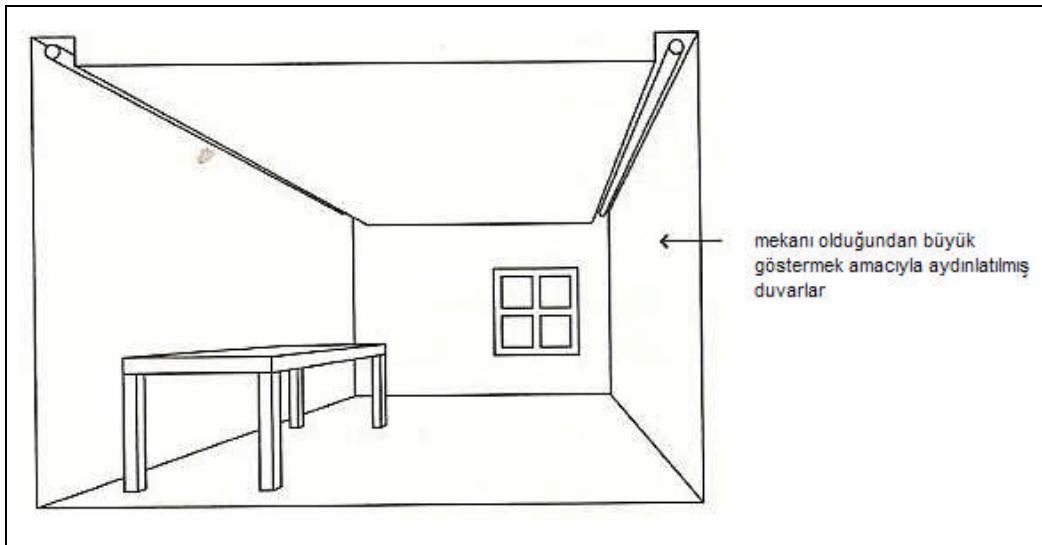 mekanı olduğundan büyük
göstermek amacıyla aydınlatılmış
duvarlar